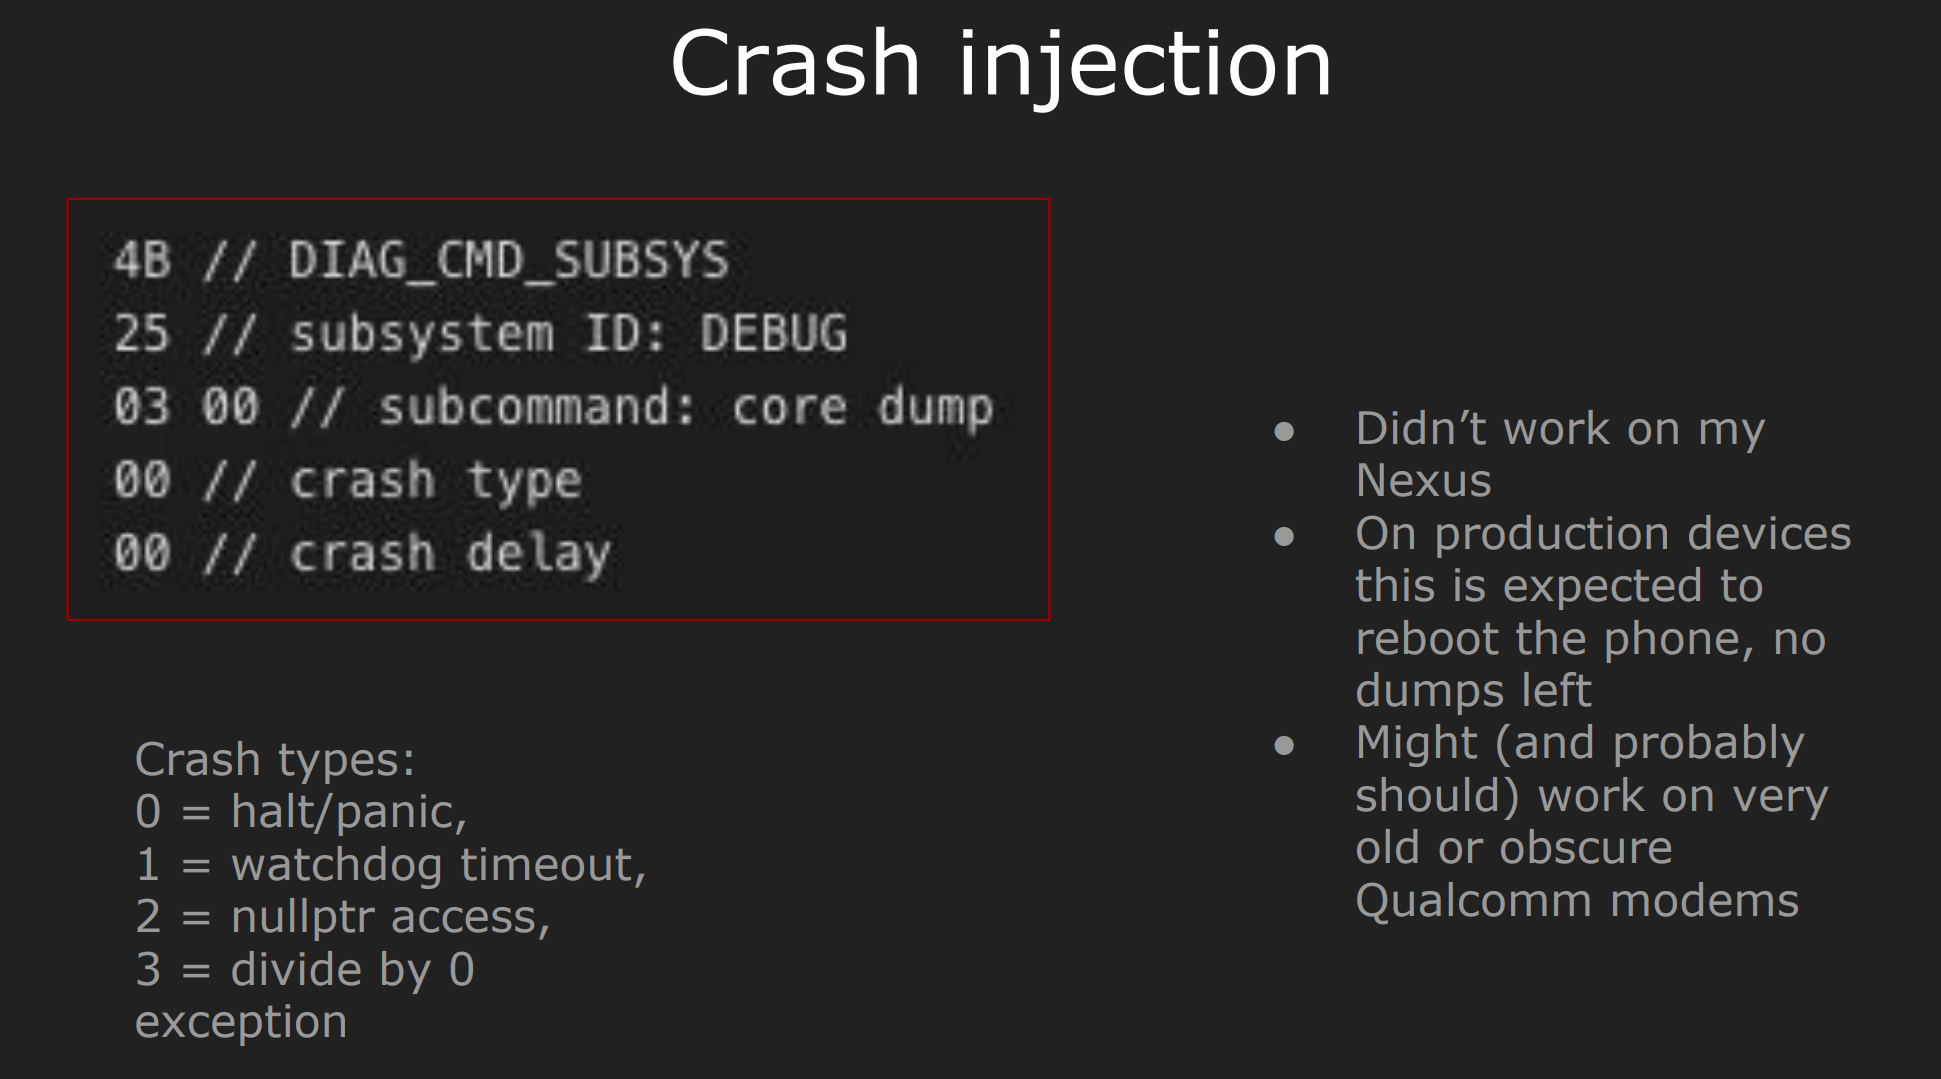 Crash injection
4B // DIAG_CMD_SUBSYS
25 // subsystem ID: DEBUG
03 00 // subcommand: core dump
00 // crash type
00 // crash delay
Crash types:
0 = halt/panic,
1 = watchdog timeout,
2 = nullptr access,
3 = divide by 0
exception
● Didn’t work on my
Nexus
● On production devices
this is expected to
reboot the phone, no
dumps left
● Might (and probably
should) work on very
old or obscure
Qualcomm modems